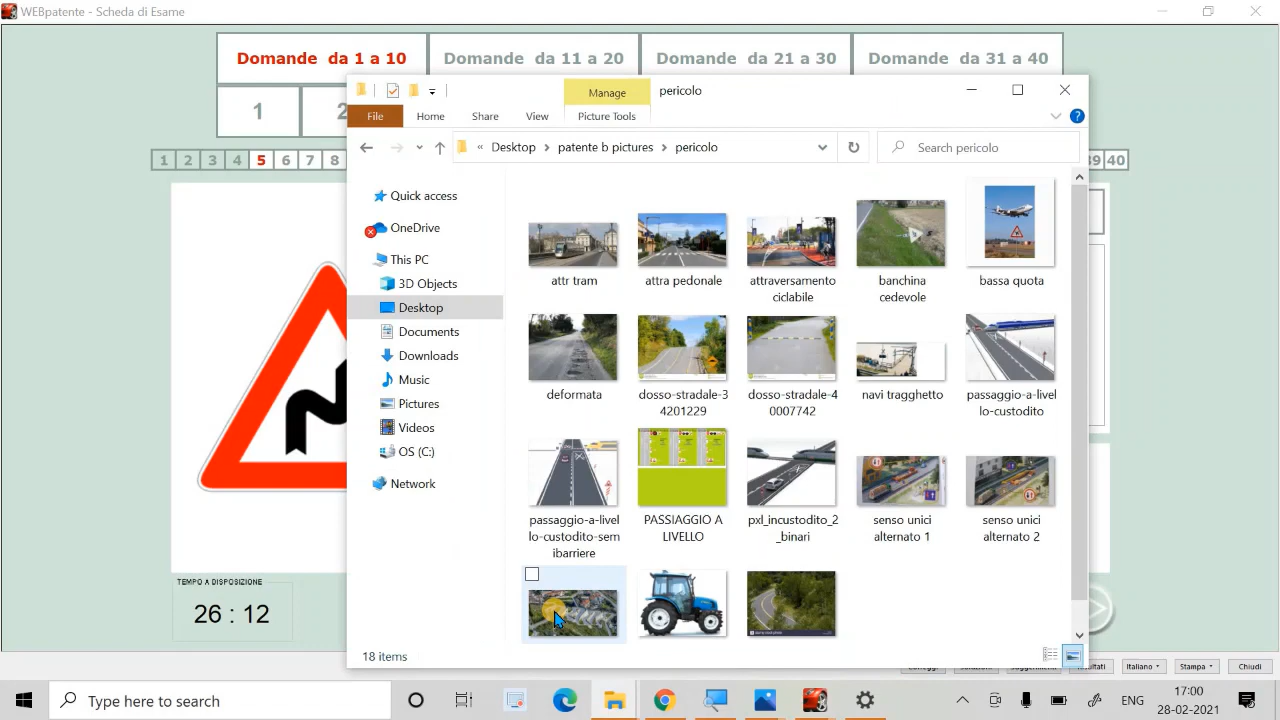 WEBpatente - Scheda di Esame
Domande da 1 a 10
Domande da 11 a 20
Domande da 21 a 30
Domande da 31 a 40
1
2
1 2 3 4 5 6 7 8
39 40
Manage
pericolo
File
Home
Share
View
Picture Tools
« Desktop > patente b pictures > pericolo
Search pericolo
Quick access
OneDrive
This PC
3D Objects
Desktop
Documents
Downloads
Music
Pictures
Videos
OS (C:)
Network
attr tram
attra pedonale
attraversamento
ciclabile
banchina
cedevole
bassa quota
deformata
dosso-stradale-3
4201229
dosso-stradale-4
0007742
navi tragghetto
passaggio-a-livel
lo-custodito
passaggio-a-livel
lo-custodito-sem
ibarriere
PASSIAGGIO A
LIVELLO
pxl_incustodito_2
_binari
senso unici
alternato 1
senso unici
alternato 2
18 items
TEMPO A DISPOSIZIONE
26 : 12
Italiano
Stampa
Chiudi
Type here to search
ENG
17:00
28-02-2021